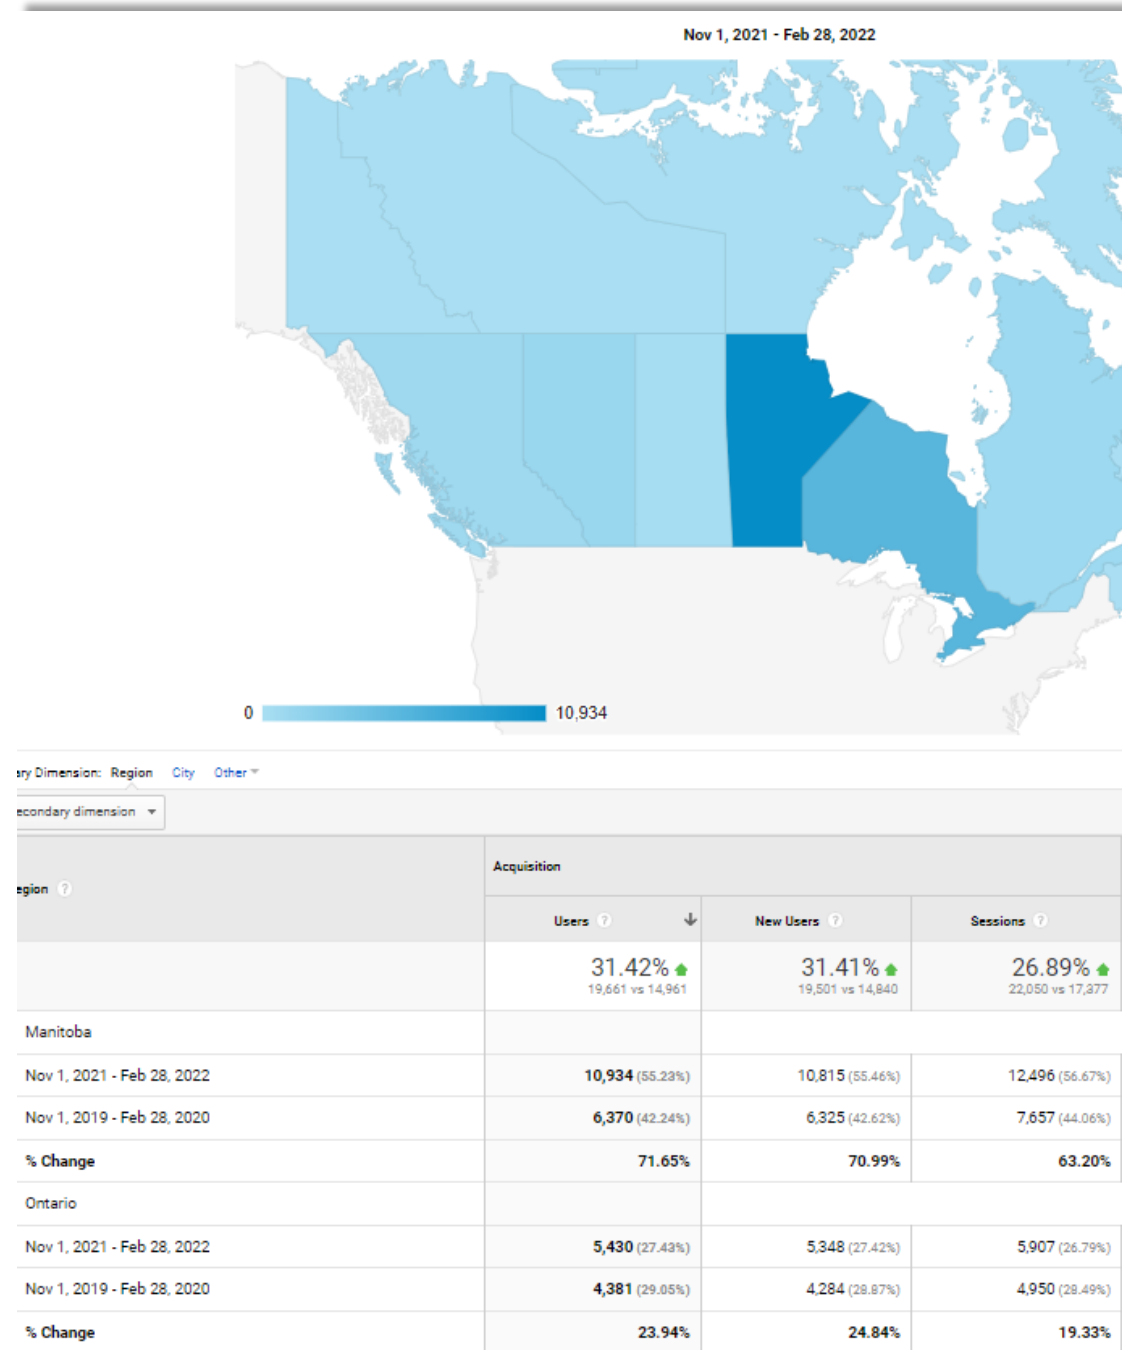 Nov 1, 2021 - Feb 28, 2022
0 10,934
ary Dimension: Region City Other
econdary dimension
egion ? Acquisition
Users ? New Users ? Sessions ?
31.42% 31.41% 26.89%
19,661 vs 14,961 19,501 vs 14,840 22,050 vs 17,377
Manitoba
Nov 1, 2021 - Feb 28, 2022 10,934 (55.23%) 10,815 (55.46%) 12,496 (56.67%)
Nov 1, 2019 - Feb 28, 2020 6,370 (42.24%) 6,325 (42.62%) 7,657 (44.06%)
% Change 71.65% 70.99% 63.20%
Ontario
Nov 1, 2021 - Feb 28, 2022 5,430 (27.43%) 5,348 (27.42%) 5,907 (26.79%)
Nov 1, 2019 - Feb 28, 2020 4,381 (29.05%) 4,284 (28.87%) 4,950 (28.49%)
% Change 23.94% 24.84% 19.33%